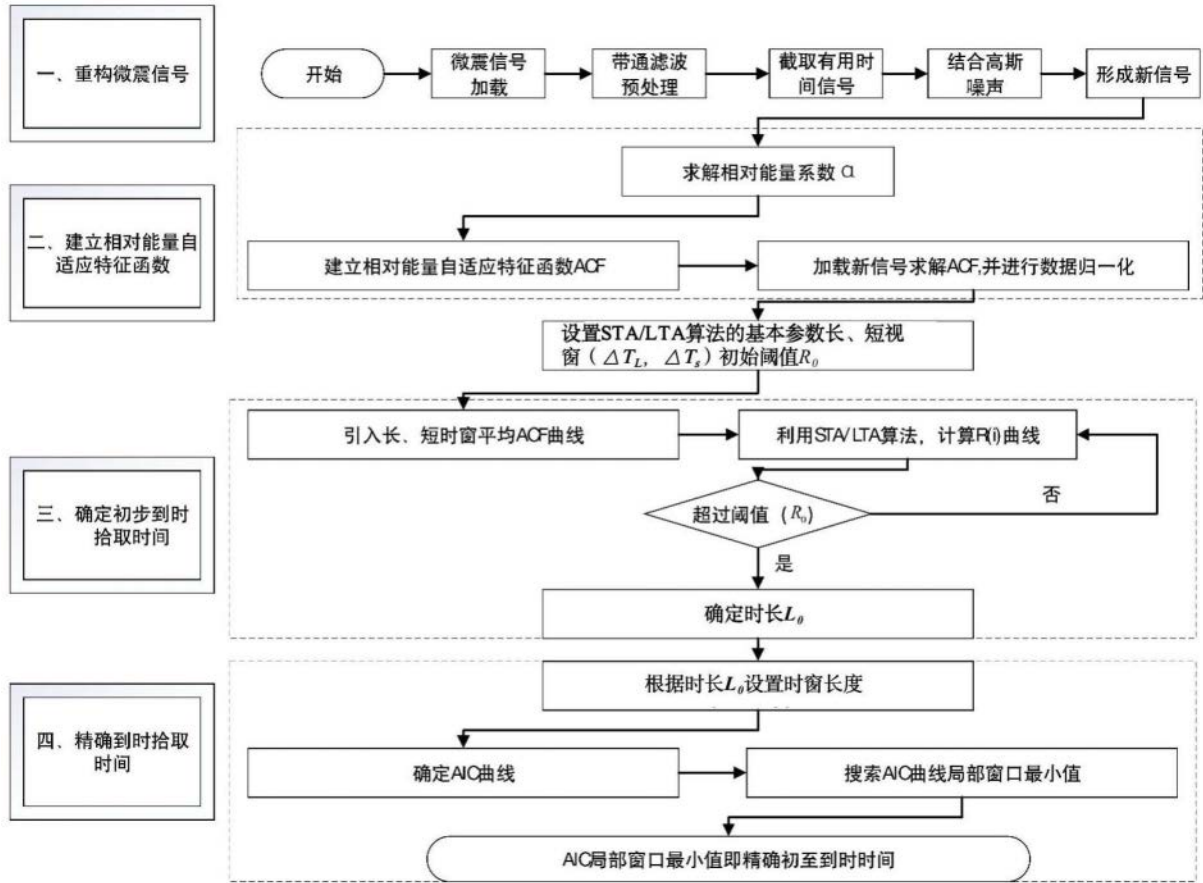 一、重构微震信号
开始
微震信号
加载
带通滤波
预处理
截取有用时
间信号
结合高斯
噪声
形成新信号
求解相对能量系数 α
二、建立相对能量自
适应特征函数
建立相对能量自适应特征函数ACF
加载新信号求解ACF,并进行数据归一化
设置STA/LTA算法的基本参数长、短视
窗（△T_L，△T_s）初始阈值R_0
引入长、短时窗平均ACF曲线
利用STA/LTA算法，计算R(i)曲线
三、确定初步到时
拾取时间
超过阈值（R_0）
否
是
确定时长L_0
根据时长L_0设置时窗长度
四、精确到时拾取
时间
确定AIC曲线
搜索AIC曲线局部窗口最小值
AIC局部窗口最小值即精确初至到时时间